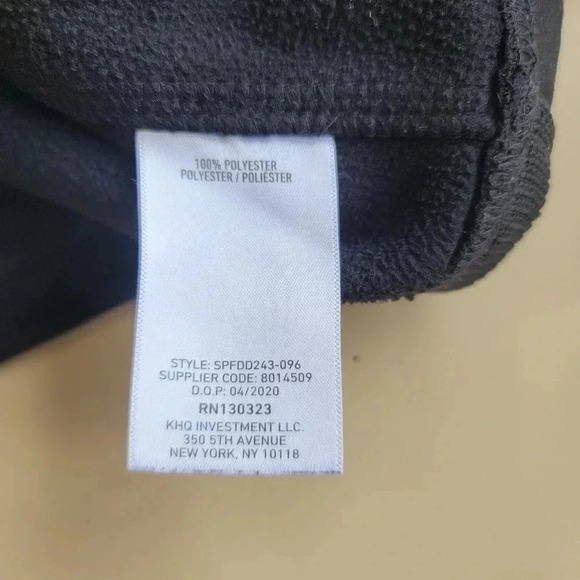 100% POLYESTER
POLYESTER / POLIÉSTER
STYLE: SPFDD243-096
SUPPLIER CODE: 8014509
D.O.P: 04/2020
RN130323
KHQ INVESTMENT LLC.
350 5TH AVENUE
NEW YORK, NY 10118